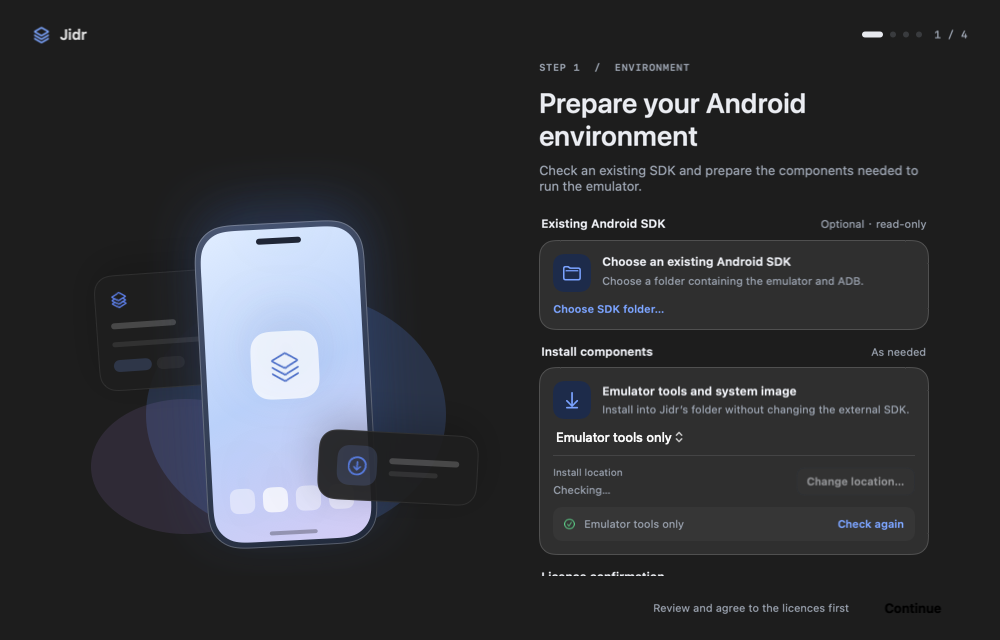 Jidr
1 / 4
STEP 1 / ENVIRONMENT
Prepare your Android
environment
Check an existing SDK and prepare the components needed to
run the emulator.
Existing Android SDK
Optional · read-only
Choose an existing Android SDK
Choose a folder containing the emulator and ADB.
Choose SDK folder...
Install components
As needed
Emulator tools and system image
Install into Jidr's folder without changing the external SDK.
Emulator tools only
Install location
Checking...
Change location...
Emulator tools only
Check again
Licence confirmation
Review and agree to the licences first
Continue